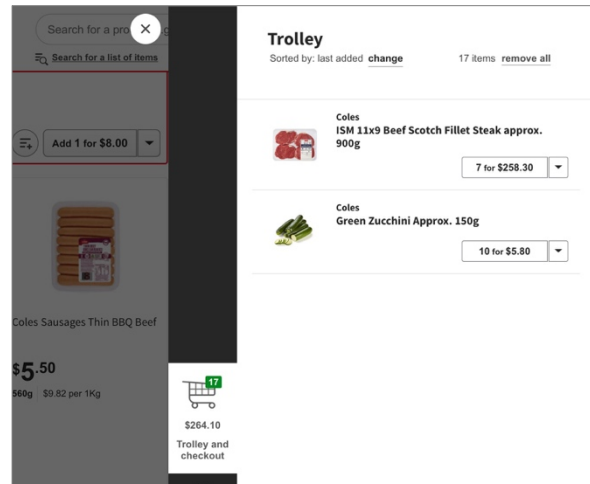 Search for a pro
Search for a list of items
Add 1 for $8.00
Coles Sausages Thin BBQ Beef
$5.50
560g $9.82 per 1Kg
17
$264.10
Trolley and
checkout
Trolley
Sorted by: last added change 17 items remove all
Coles
ISM 11x9 Beef Scotch Fillet Steak approx.
900g
7 for $258.30
Coles
Green Zucchini Approx. 150g
10 for $5.80